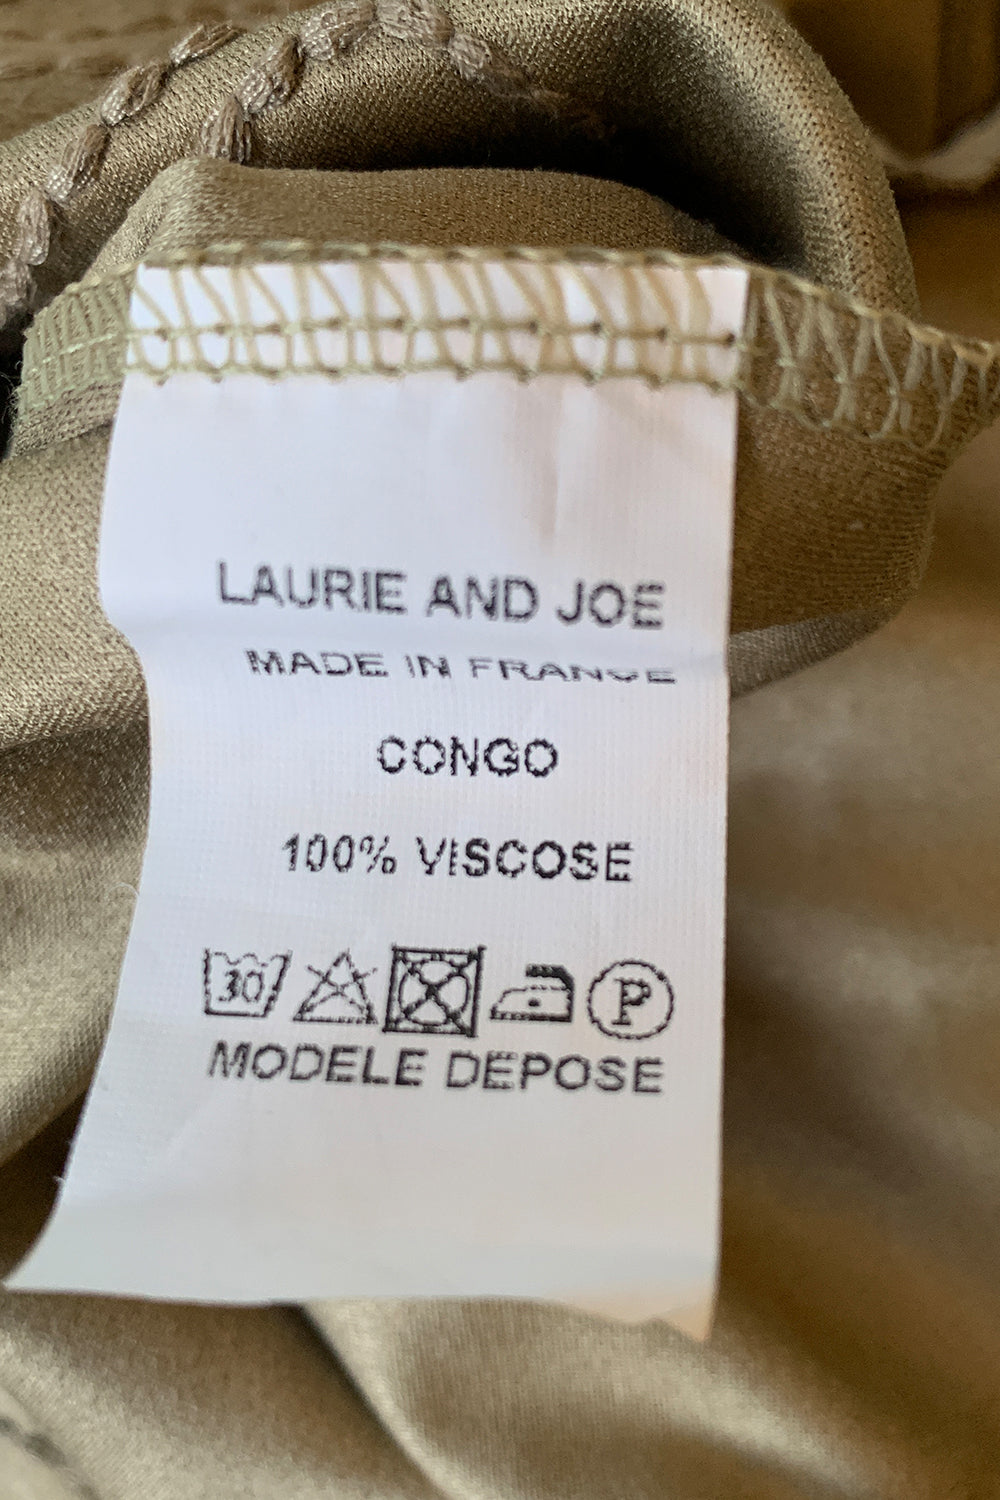 LAURIE AND JOE
MADE IN FRANCE
CONGO
100% VISCOSE
30 P
MODELE DEPOSE